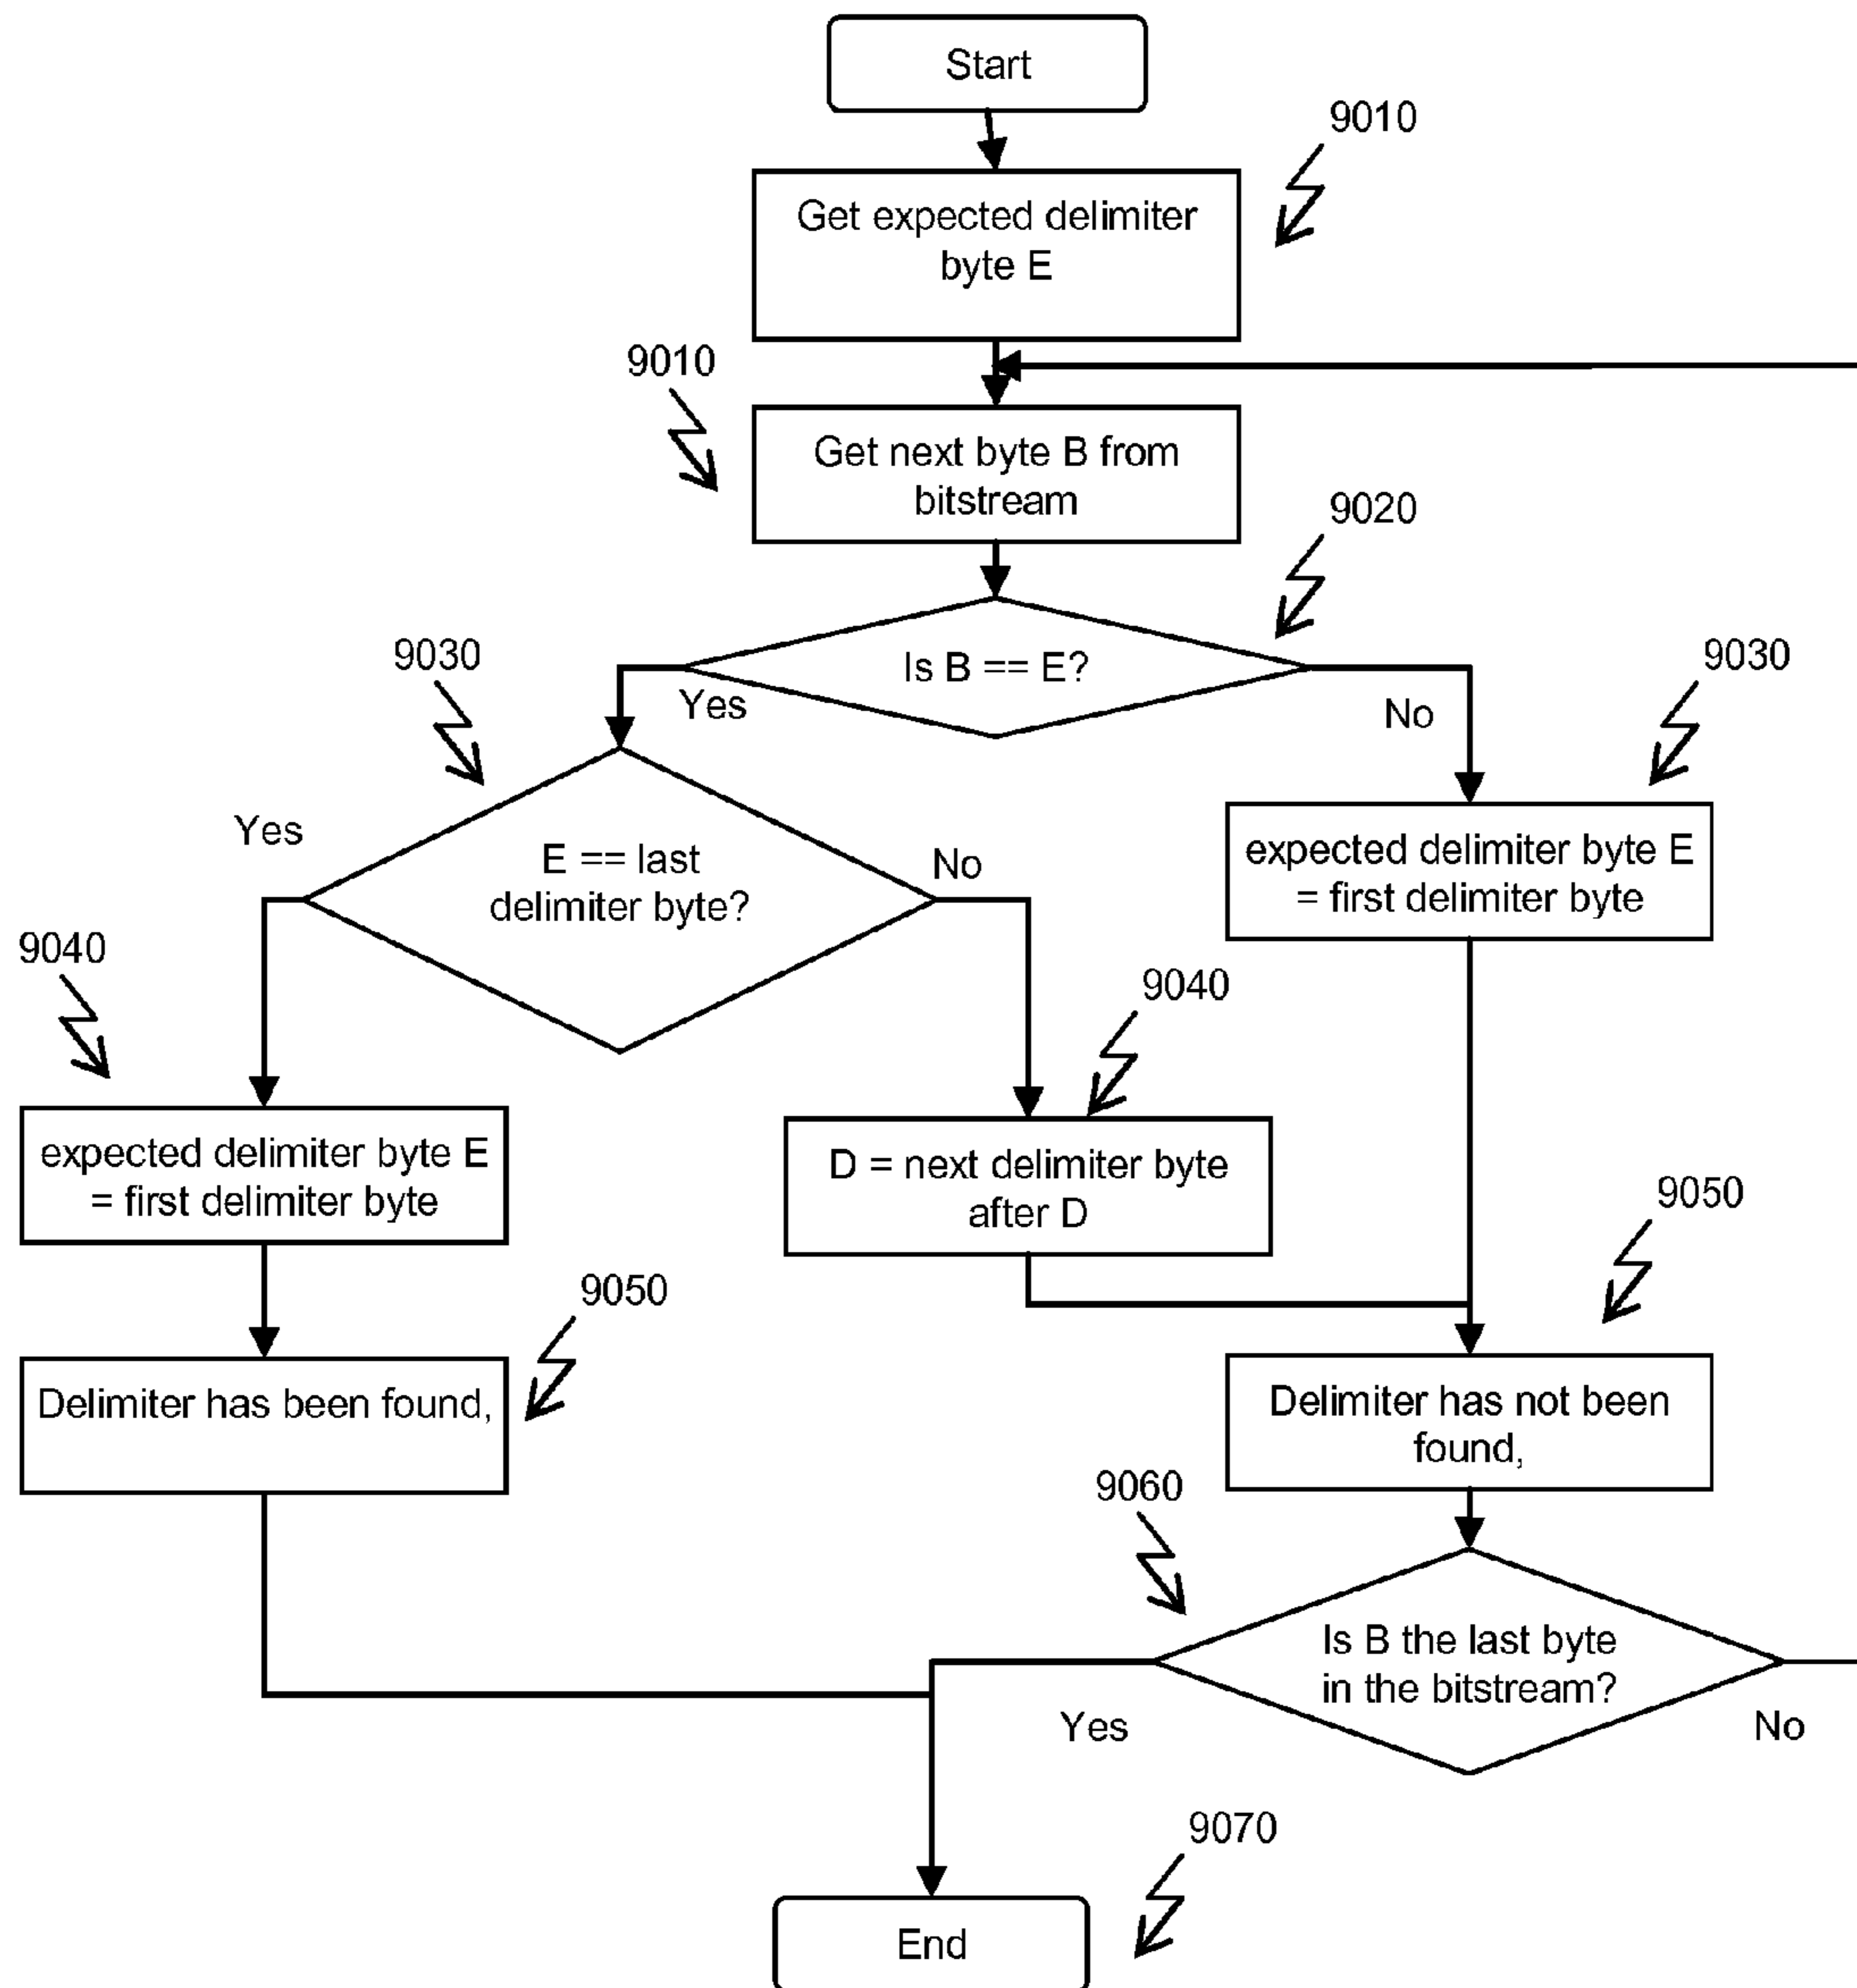 Start
9010
Get expected delimiter
byte E
9010
Get next byte B from
bitstream
9020
Is B == E?
Yes
No
9030
9030
Yes
E == last
delimiter byte?
No
expected delimiter byte E
= first delimiter byte
9040
9040
expected delimiter byte E
= first delimiter byte
D = next delimiter byte
after D
9050
9050
Delimiter has been found,
Delimiter has not been
found,
9060
Is B the last byte
in the bitstream?
Yes
No
9070
End